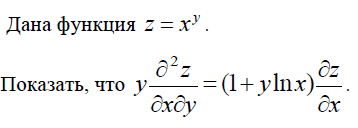 Дана функция z = x^y.
Показать, что y ∂²z/∂x∂y = (1 + y ln x) ∂z/∂x.